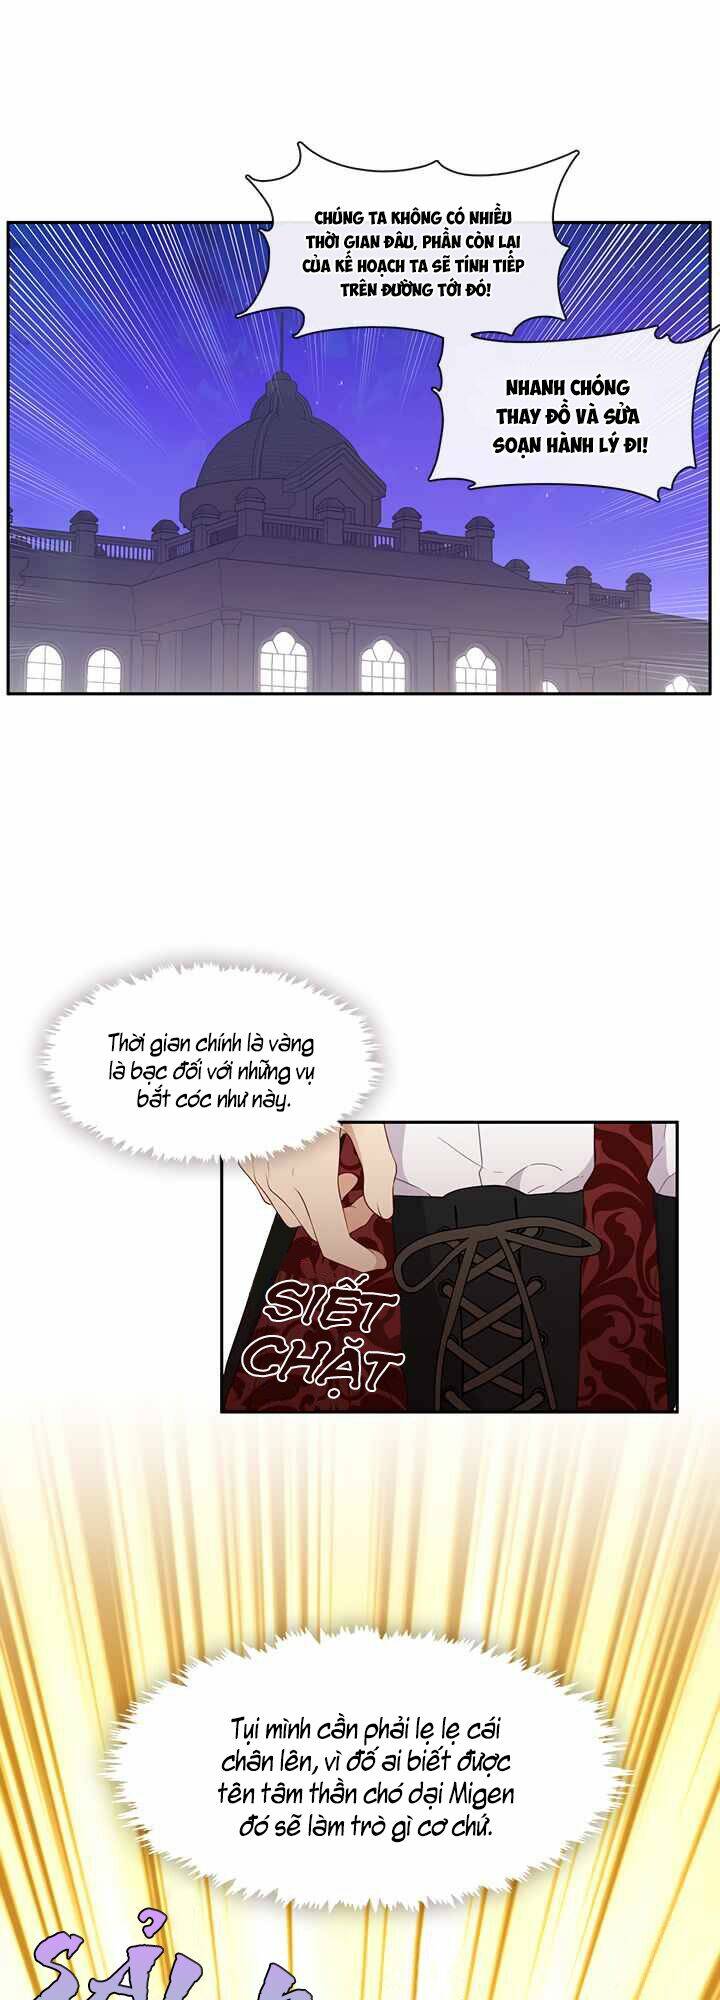 CHÚNG TA KHÔNG CÓ NHIỀU
THỜI GIAN ĐÂU, PHẦN CÒN LẠI
CỦA KẾ HOẠCH TA SẼ TÍNH TIẾP
TRÊN ĐƯỜNG TỚI ĐÓ!
NHANH CHÓNG
THAY ĐỒ VÀ SỬA
SOẠN HÀNH LÝ ĐI!
Thời gian chính là vàng
là bạc đối với những vụ
bắt cóc như này.
SIẾT
CHẶT
Tụi mình cần phải lẹ lẹ cái
chân lên, vì đố ai biết được
tên tâm thần chó dại Migen
đó sẽ làm trò gì cơ chứ.
SẢI